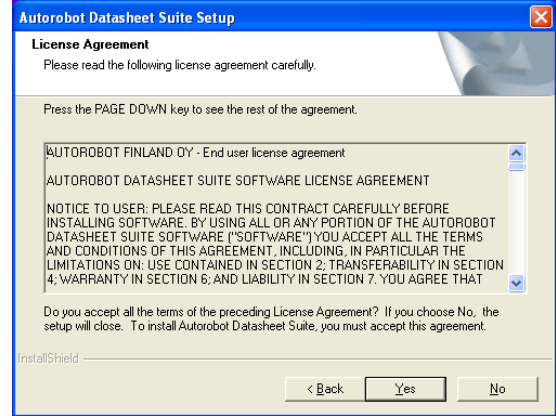 Autorobot Datasheet Suite Setup
License Agreement
Please read the following license agreement carefully.
Press the PAGE DOWN key to see the rest of the agreement.
AUTOROBOT FINLAND OY - End user license agreement
AUTOROBOT DATASHEET SUITE SOFTWARE LICENSE AGREEMENT
NOTICE TO USER: PLEASE READ THIS CONTRACT CAREFULLY BEFORE
INSTALLING SOFTWARE. BY USING ALL OR ANY PORTION OF THE AUTOROBOT
DATASHEET SUITE SOFTWARE ("SOFTWARE") YOU ACCEPT ALL THE TERMS
AND CONDITIONS OF THIS AGREEMENT, INCLUDING, IN PARTICULAR THE
LIMITATIONS ON: USE CONTAINED IN SECTION 2; TRANSFERABILITY IN SECTION
4; WARRANTY IN SECTION 6; AND LIABILITY IN SECTION 7. YOU AGREE THAT
Do you accept all the terms of the preceding License Agreement? If you choose No, the
setup will close. To install Autorobot Datasheet Suite, you must accept this agreement.
InstallShield
< Back Yes No